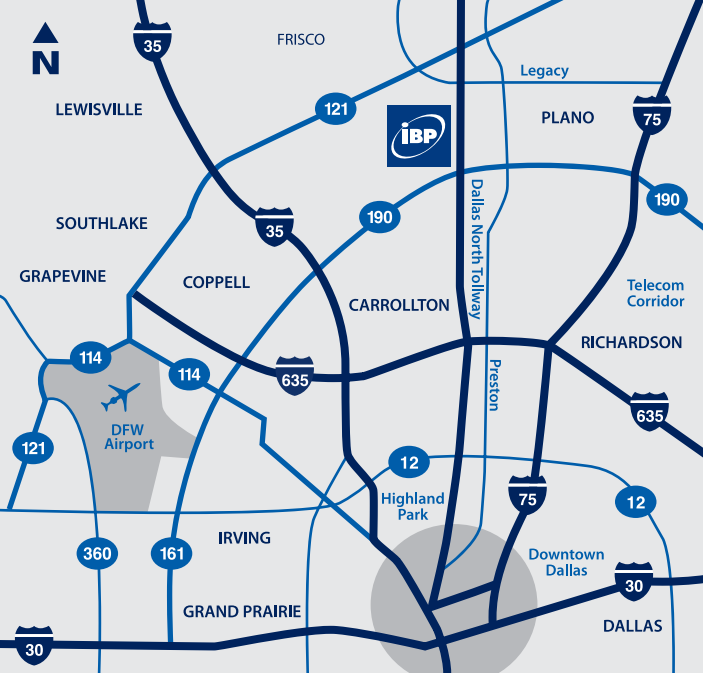 35
FRISCO
N
Legacy
LEWISVILLE
121
PLANO
75
iBP
190
190
SOUTHLAKE
35
Dallas North Tollway
GRAPEVINE
COPPELL
CARROLLTON
Telecom
Corridor
RICHARDSON
114
114
635
Preston
635
DFW
Airport
121
12
Highland
Park
75
12
IRVING
360
161
Downtown
Dallas
30
GRAND PRAIRIE
DALLAS
30